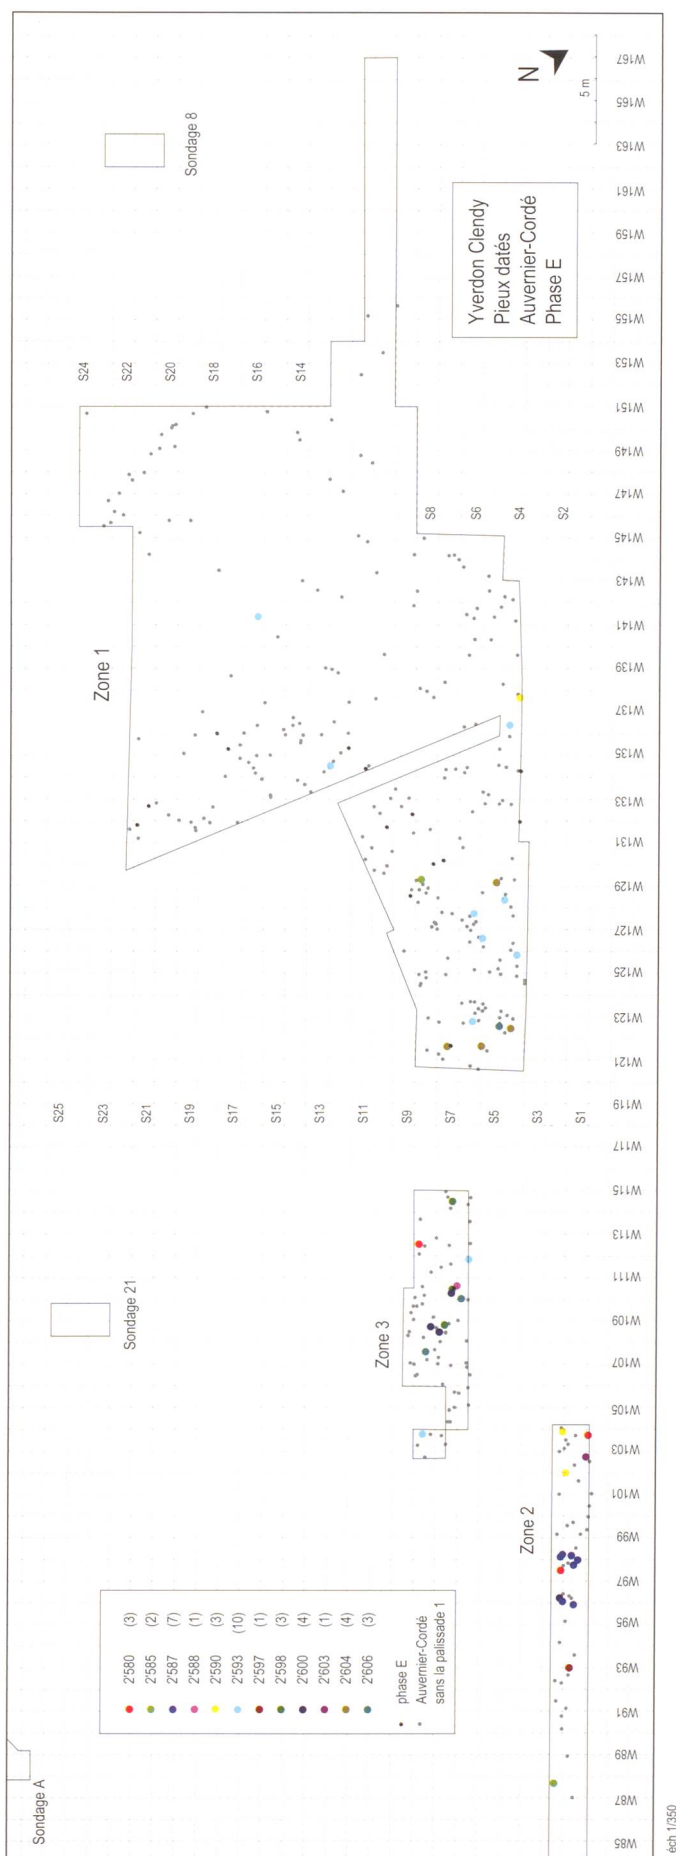 Yverdon Clendy
Pieux datés
Auvernier-Cordé
Phase E
N
5 m
Sondage 8
Zone 1
S24
S22
S20
S18
S16
S14
S8
S6
S4
S2
Sondage 21
Zone 3
S25
S23
S21
S19
S17
S15
S13
S11
S9
S7
S5
S3
S1
Zone 2
Sondage A
2'580 (3)
2'585 (2)
2'587 (7)
2'588 (1)
2'590 (3)
2'593 (10)
2'597 (1)
2'598 (3)
2'600 (4)
2'603 (1)
2'604 (4)
2'606 (3)
phase E
Auvernier-Cordé
sans la palissade 1
W85
W87
W89
W91
W93
W95
W97
W99
W101
W103
W105
W107
W109
W111
W113
W115
W117
W119
W121
W123
W125
W127
W129
W131
W133
W135
W137
W139
W141
W143
W145
W147
W149
W151
W153
W155
W157
W159
W161
W163
W165
W167
éch 1/350